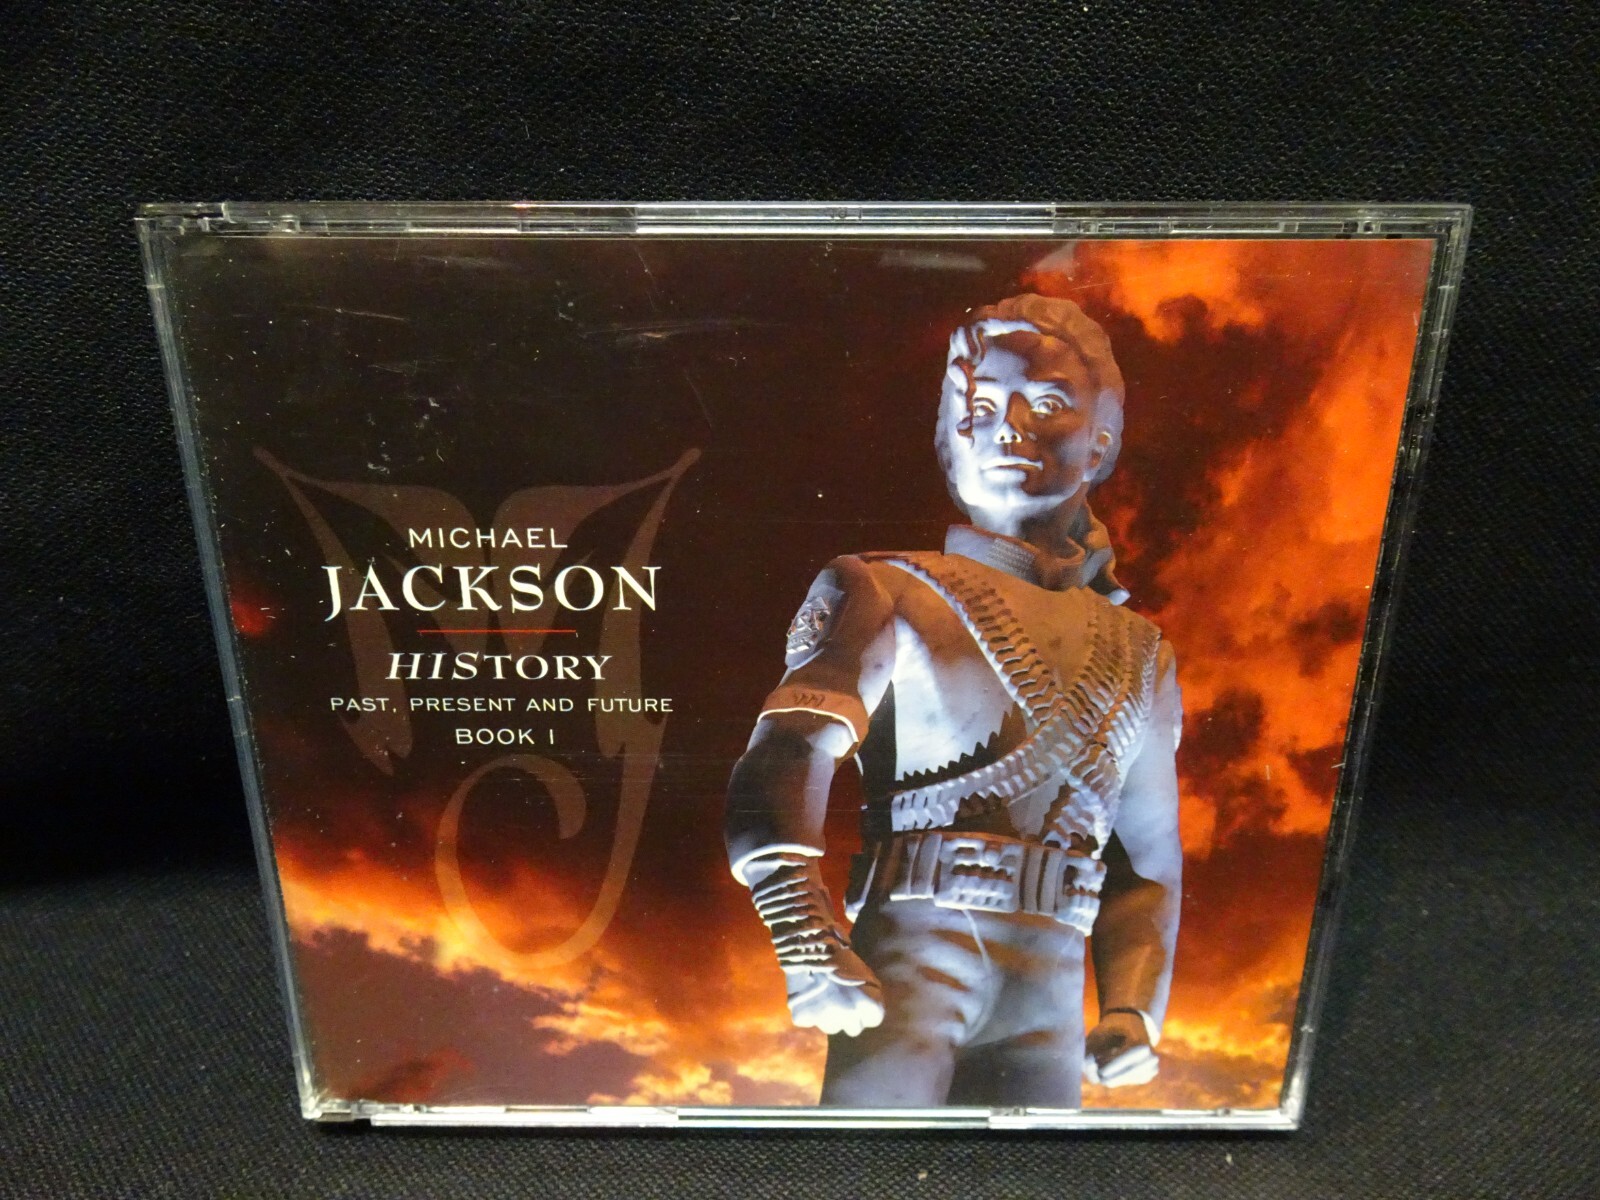 MICHAEL
JACKSON
HISTORY
PAST, PRESENT AND FUTURE
BOOK I